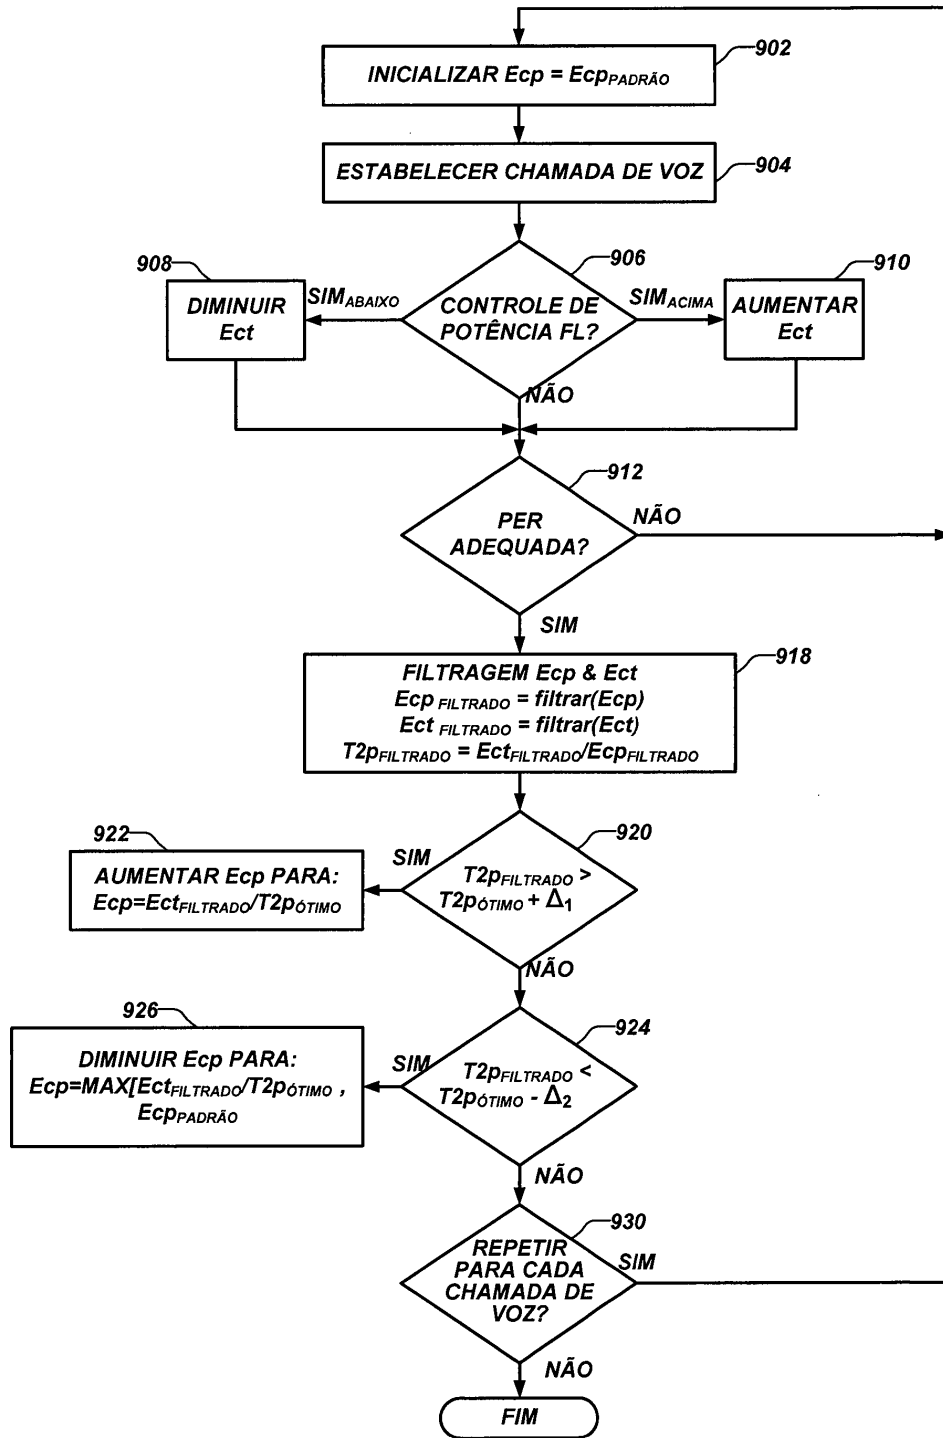 902
INICIALIZAR Ecp = EcpPADRÃO
ESTABELECER CHAMADA DE VOZ
904
906
908
910
DIMINUIR
Ect
SIMABAIXO
CONTROLE DE
POTÊNCIA FL?
SIMACIMA
AUMENTAR
Ect
NÃO
912
PER
ADEQUADA?
NÃO
SIM
918
FILTRAGEM Ecp & Ect
Ecp FILTRADO = filtrar(Ecp)
Ect FILTRADO = filtrar(Ect)
T2pFILTRADO = EctFILTRADO/EcpFILTRADO
920
922
SIM
AUMENTAR Ecp PARA:
Ecp=EctFILTRADO/T2pÓTIMO
T2pFILTRADO >
T2pÓTIMO + Δ1
NÃO
924
926
SIM
DIMINUIR Ecp PARA:
Ecp=MAX[EctFILTRADO/T2pÓTIMO ,
EcpPADRÃO
T2pFILTRADO <
T2pÓTIMO - Δ2
NÃO
930
REPETIR
PARA CADA
CHAMADA DE
VOZ?
SIM
NÃO
FIM